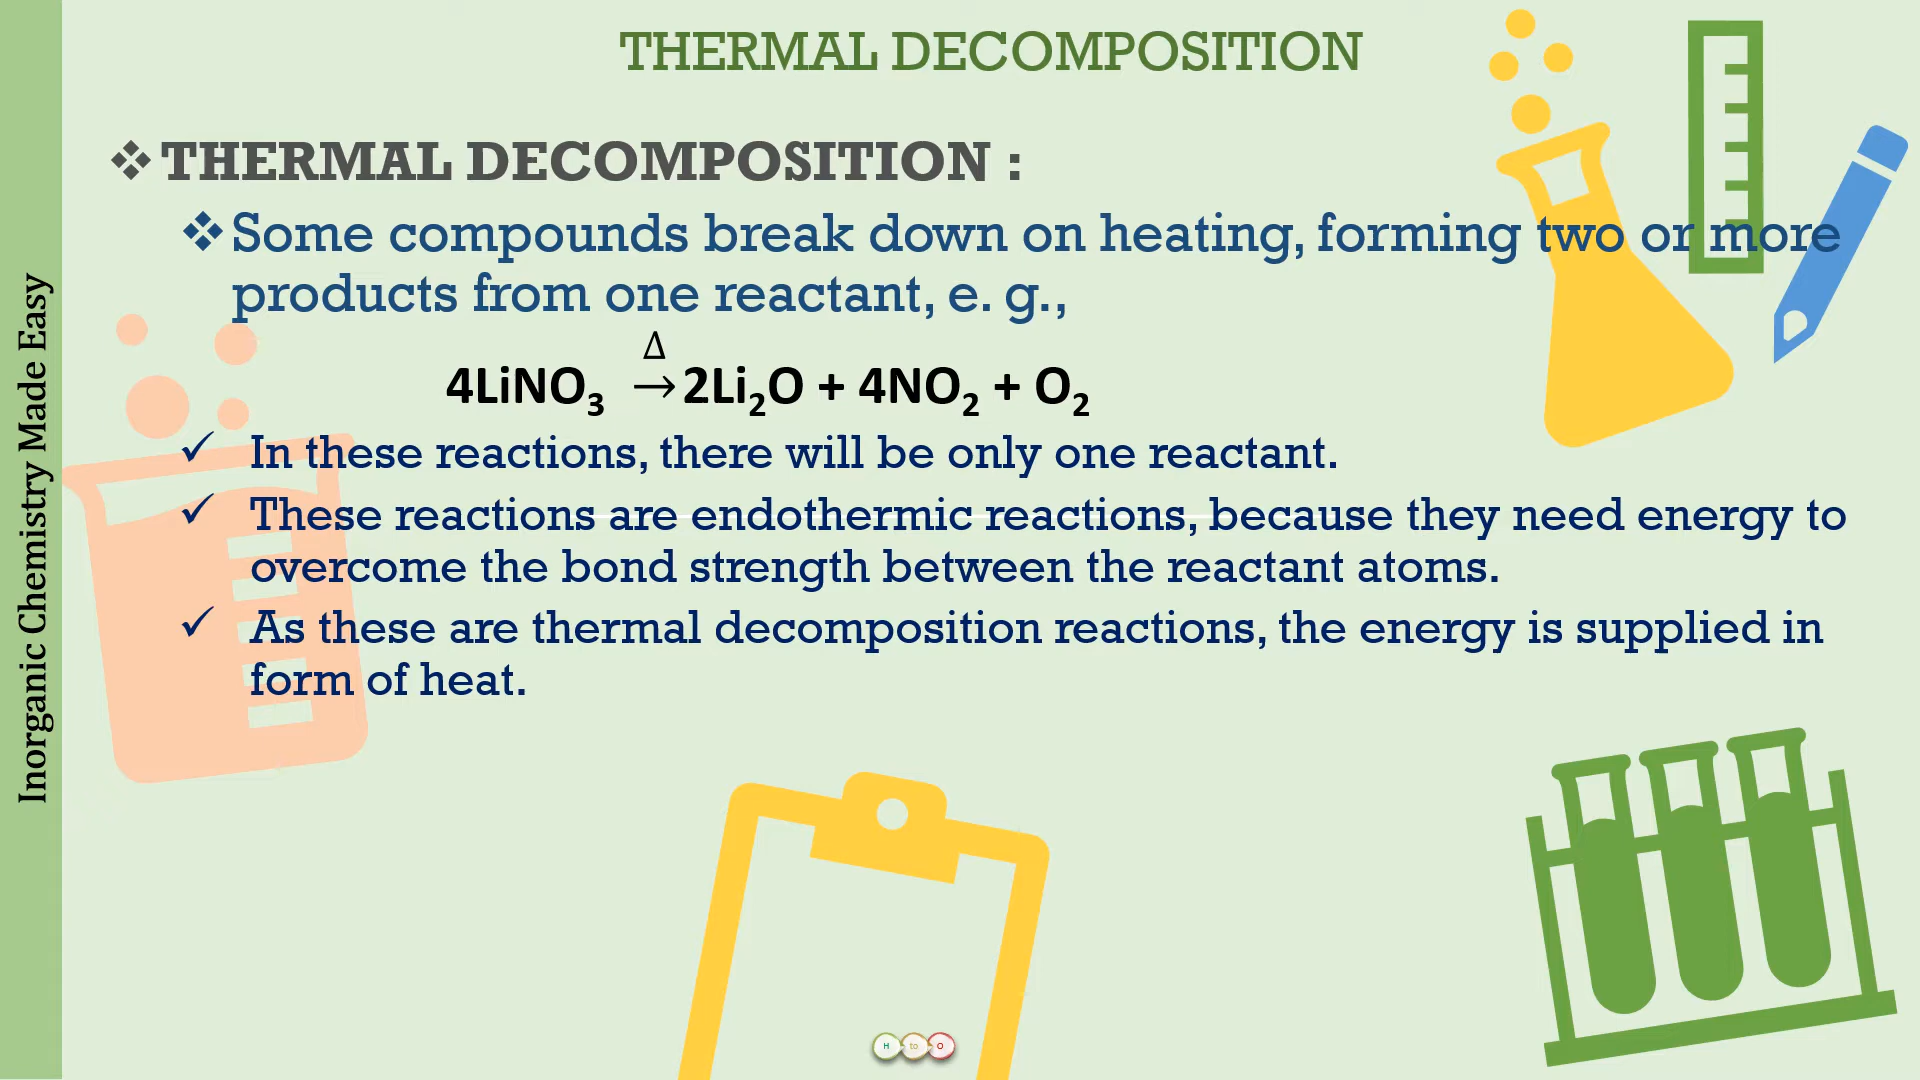 THERMAL DECOMPOSITION
❖ THERMAL DECOMPOSITION :
❖ Some compounds break down on heating, forming two or more
products from one reactant, e. g.,
Δ
4LiNO₃ → 2Li₂O + 4NO₂ + O₂
✓ In these reactions, there will be only one reactant.
✓ These reactions are endothermic reactions, because they need energy to
overcome the bond strength between the reactant atoms.
✓ As these are thermal decomposition reactions, the energy is supplied in
form of heat.
Inorganic Chemistry Made Easy
H to O